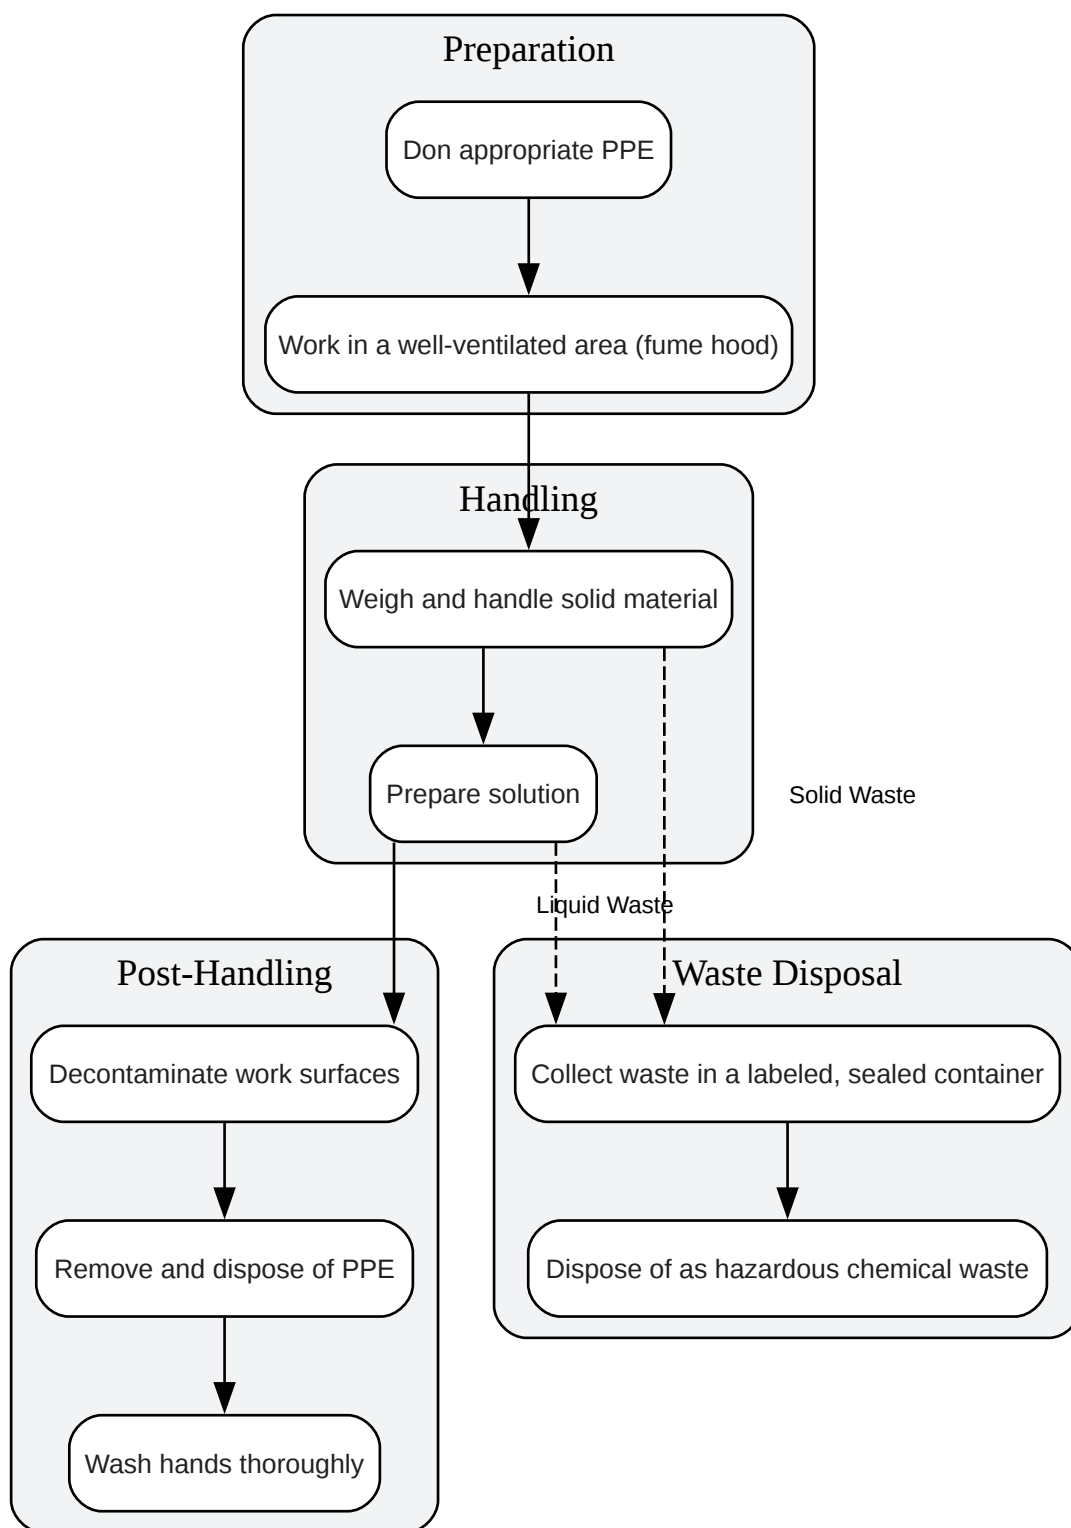 Preparation
Don appropriate PPE
Work in a well-ventilated area (fume hood)
Handling
Weigh and handle solid material
Prepare solution
Solid Waste
Liquid Waste
Post-Handling
Decontaminate work surfaces
Remove and dispose of PPE
Wash hands thoroughly
Waste Disposal
Collect waste in a labeled, sealed container
Dispose of as hazardous chemical waste